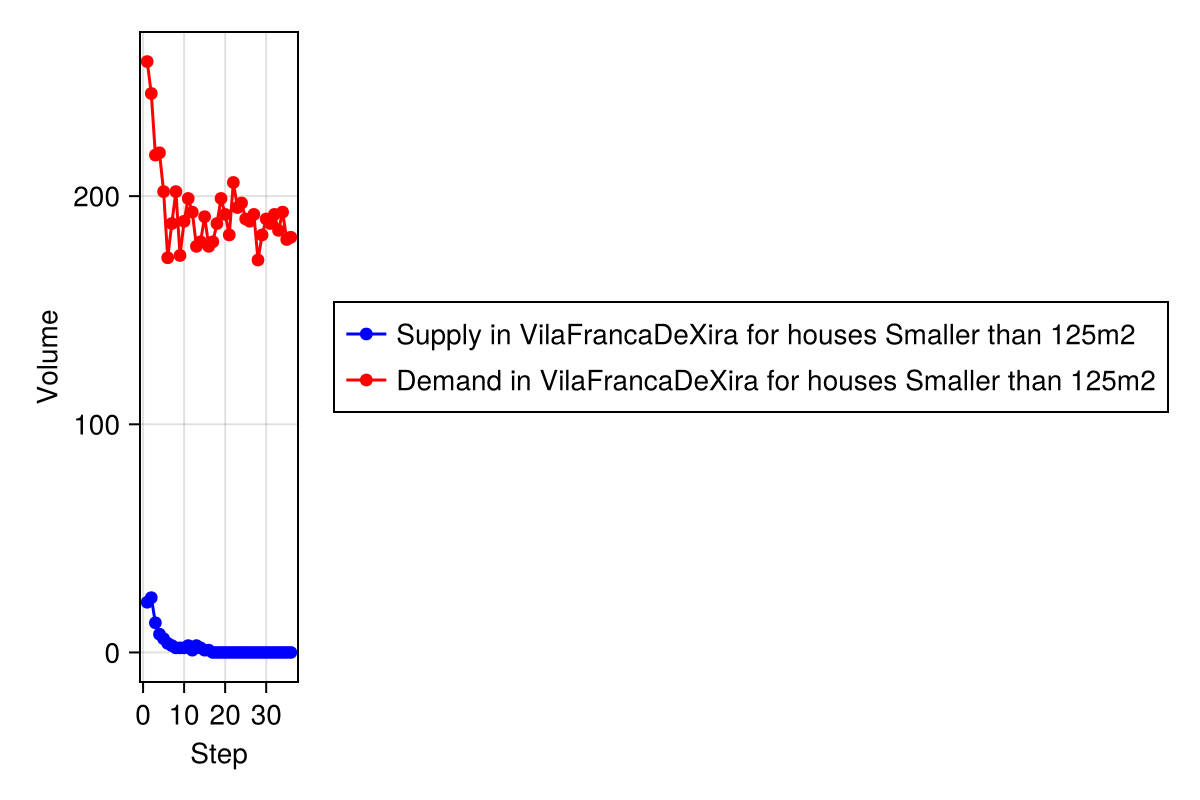 Volume
200
100
0
0 10 20 30
Step
Supply in VilaFrancaDeXira for houses Smaller than 125m2
Demand in VilaFrancaDeXira for houses Smaller than 125m2